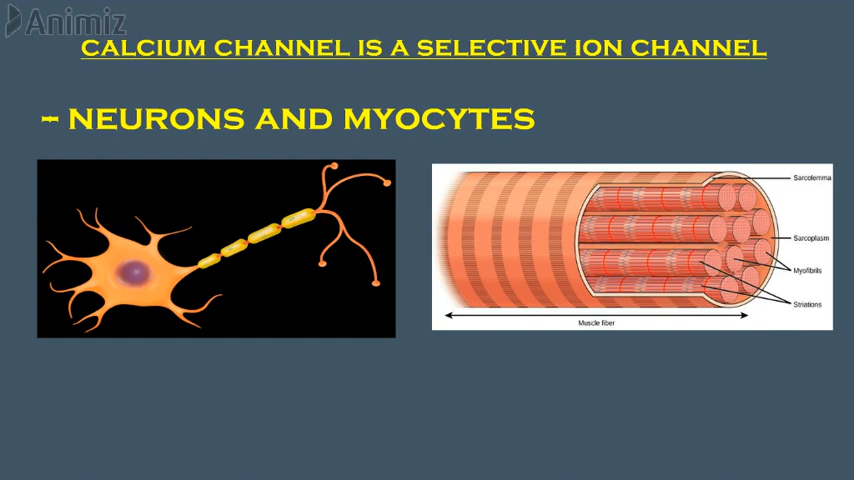 Animiz
CALCIUM CHANNEL IS A SELECTIVE ION CHANNEL
- NEURONS AND MYOCYTES
Sarcolemma
Sarcoplasm
Myofibrils
Striations
Muscle fiber